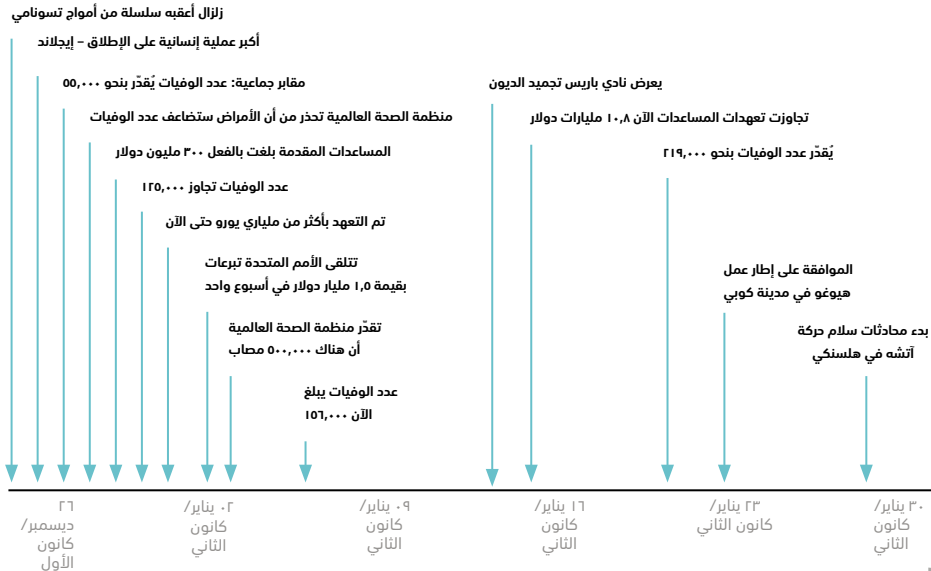 زلزال أعقبه سلسلة من أمواج تسونامي
أكبر عملية إنسانية على الإطلاق – إيجلاند
مقابر جماعية: عدد الوفيات يُقدّر بنحو ٥٥,٠٠٠
منظمة الصحة العالمية تحذر من أن الأمراض ستضاعف عدد الوفيات
المساعدات المقدمة بلغت بالفعل ٣٠٠ مليون دولار
عدد الوفيات تجاوز ١٢٥,٠٠٠
تم التعهد بأكثر من ملياري يورو حتى الآن
تتلقى الأمم المتحدة تبرعات
بقيمة ١,٥ مليار دولار في أسبوع واحد
تقدّر منظمة الصحة العالمية
أن هناك ٥٠٠,٠٠٠ مصاب
عدد الوفيات يبلغ
الآن ١٥٦,٠٠٠
يعرض نادي باريس تجميد الديون
تجاوزت تعهدات المساعدات الآن ١٠,٨ مليارات دولار
يُقدّر عدد الوفيات بنحو ٢١٩,٠٠٠
الموافقة على إطار عمل
هيوغو في مدينة كوبي
بدء محادثات سلام حركة
آتشه في هلسنكي
٢٦
ديسمبر/
كانون
الأول
٠٢ يناير/
كانون
الثاني
٠٩ يناير/
كانون
الثاني
١٦ يناير/
كانون
الثاني
٢٣ يناير/
كانون الثاني
٣٠ يناير/
كانون
الثاني